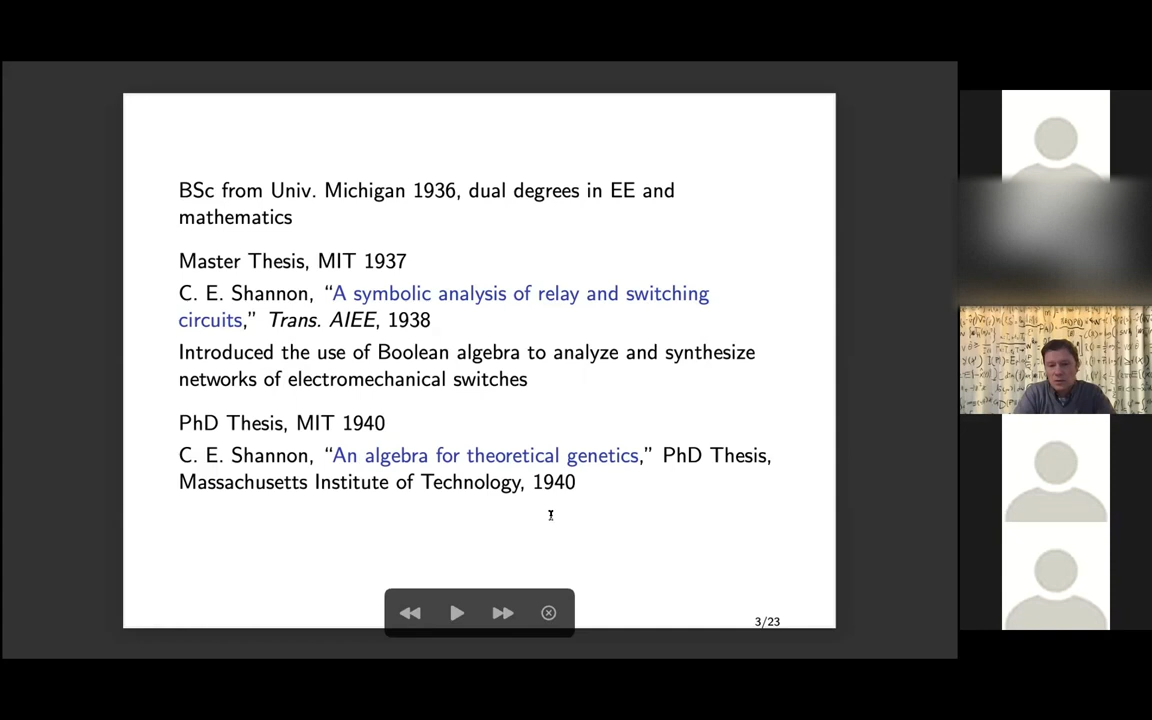 BSc from Univ. Michigan 1936, dual degrees in EE and
mathematics
Master Thesis, MIT 1937
C. E. Shannon, “A symbolic analysis of relay and switching
circuits,” Trans. AIEE, 1938
Introduced the use of Boolean algebra to analyze and synthesize
networks of electromechanical switches
PhD Thesis, MIT 1940
C. E. Shannon, “An algebra for theoretical genetics,” PhD Thesis,
Massachusetts Institute of Technology, 1940
3/23